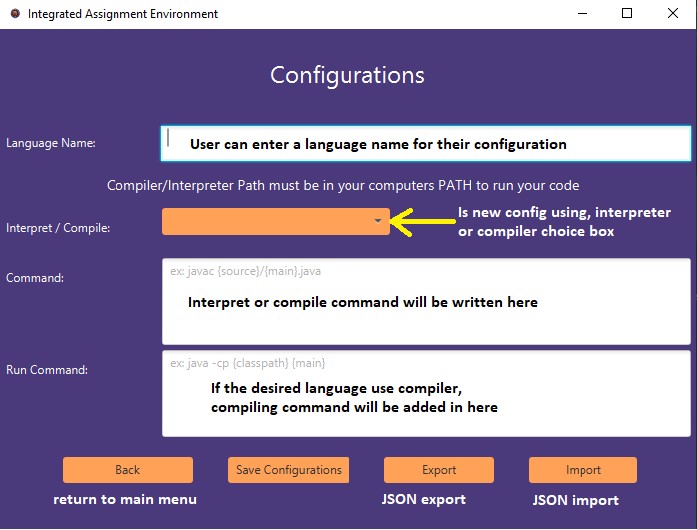 Integrated Assignment Environment
Configurations
Language Name:
User can enter a language name for their configuration
Compiler/Interpreter Path must be in your computers PATH to run your code
Interpret / Compile:
Is new config using, interpreter
or compiler choice box
Command:
ex: javac {source}/{main}.java
Interpret or compile command will be written here
Run Command:
ex: java -cp {classpath} {main}
If the desired language use compiler,
compiling command will be added in here
Back
Save Configurations
Export
Import
return to main menu
JSON export
JSON import